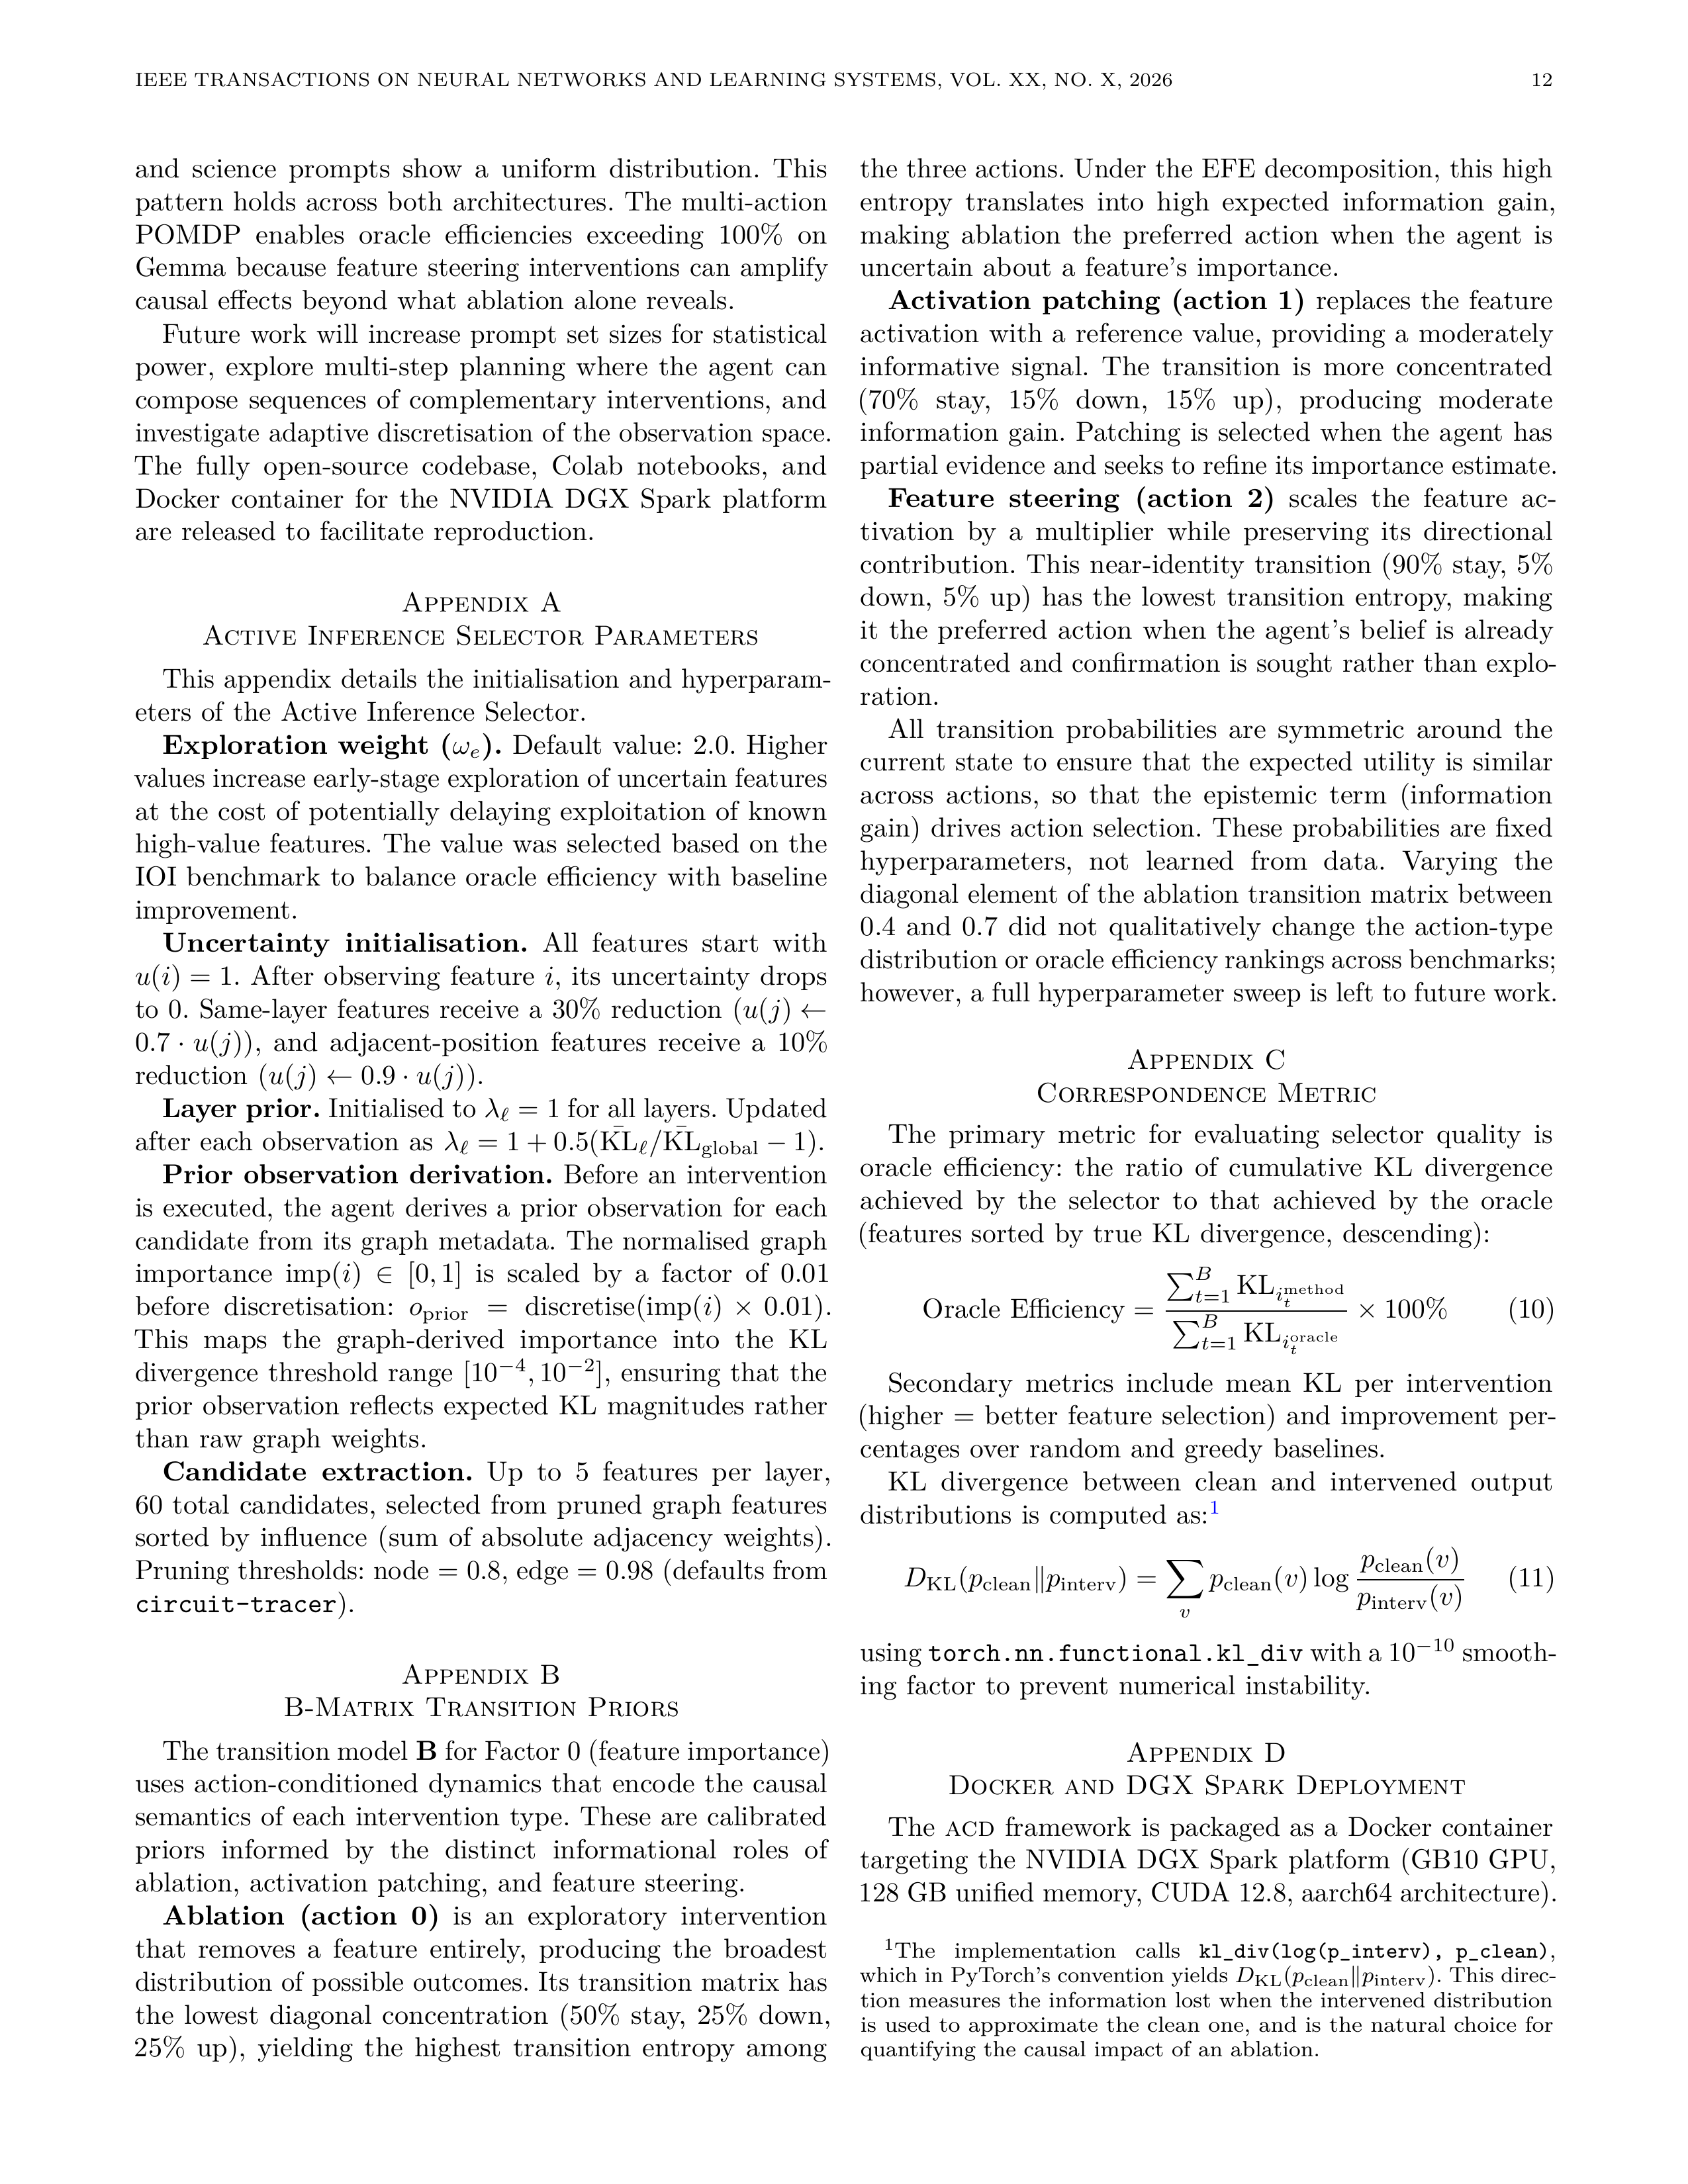 IEEE TRANSACTIONS ON NEURAL NETWORKS AND LEARNING SYSTEMS, VOL. XX, NO. X, 2026 12
and science prompts show a uniform distribution. This
pattern holds across both architectures. The multi-action
POMDP enables oracle efficiencies exceeding 100% on
Gemma because feature steering interventions can amplify
causal effects beyond what ablation alone reveals.
Future work will increase prompt set sizes for statistical
power, explore multi-step planning where the agent can
compose sequences of complementary interventions, and
investigate adaptive discretisation of the observation space.
The fully open-source codebase, Colab notebooks, and
Docker container for the NVIDIA DGX Spark platform
are released to facilitate reproduction.
Appendix A
Active Inference Selector Parameters
This appendix details the initialisation and hyperparam-
eters of the Active Inference Selector.
Exploration weight (ωₑ). Default value: 2.0. Higher
values increase early-stage exploration of uncertain features
at the cost of potentially delaying exploitation of known
high-value features. The value was selected based on the
IOI benchmark to balance oracle efficiency with baseline
improvement.
Uncertainty initialisation. All features start with
u(i) = 1. After observing feature i, its uncertainty drops
to 0. Same-layer features receive a 30% reduction (u(j) ←
0.7 · u(j)), and adjacent-position features receive a 10%
reduction (u(j) ← 0.9 · u(j)).
Layer prior. Initialised to λ_ℓ = 1 for all layers. Updated
after each observation as λ_ℓ = 1 + 0.5(K̄L_ℓ/K̄L_global − 1).
Prior observation derivation. Before an intervention
is executed, the agent derives a prior observation for each
candidate from its graph metadata. The normalised graph
importance imp(i) ∈ [0, 1] is scaled by a factor of 0.01
before discretisation: o_prior = discretise(imp(i) × 0.01).
This maps the graph-derived importance into the KL
divergence threshold range [10⁻⁴, 10⁻²], ensuring that the
prior observation reflects expected KL magnitudes rather
than raw graph weights.
Candidate extraction. Up to 5 features per layer,
60 total candidates, selected from pruned graph features
sorted by influence (sum of absolute adjacency weights).
Pruning thresholds: node = 0.8, edge = 0.98 (defaults from
circuit-tracer).
Appendix B
B-Matrix Transition Priors
The transition model B for Factor 0 (feature importance)
uses action-conditioned dynamics that encode the causal
semantics of each intervention type. These are calibrated
priors informed by the distinct informational roles of
ablation, activation patching, and feature steering.
Ablation (action 0) is an exploratory intervention
that removes a feature entirely, producing the broadest
distribution of possible outcomes. Its transition matrix has
the lowest diagonal concentration (50% stay, 25% down,
25% up), yielding the highest transition entropy among
the three actions. Under the EFE decomposition, this high
entropy translates into high expected information gain,
making ablation the preferred action when the agent is
uncertain about a feature's importance.
Activation patching (action 1) replaces the feature
activation with a reference value, providing a moderately
informative signal. The transition is more concentrated
(70% stay, 15% down, 15% up), producing moderate
information gain. Patching is selected when the agent has
partial evidence and seeks to refine its importance estimate.
Feature steering (action 2) scales the feature ac-
tivation by a multiplier while preserving its directional
contribution. This near-identity transition (90% stay, 5%
down, 5% up) has the lowest transition entropy, making
it the preferred action when the agent's belief is already
concentrated and confirmation is sought rather than explo-
ration.
All transition probabilities are symmetric around the
current state to ensure that the expected utility is similar
across actions, so that the epistemic term (information
gain) drives action selection. These probabilities are fixed
hyperparameters, not learned from data. Varying the
diagonal element of the ablation transition matrix between
0.4 and 0.7 did not qualitatively change the action-type
distribution or oracle efficiency rankings across benchmarks;
however, a full hyperparameter sweep is left to future work.
Appendix C
Correspondence Metric
The primary metric for evaluating selector quality is
oracle efficiency: the ratio of cumulative KL divergence
achieved by the selector to that achieved by the oracle
(features sorted by true KL divergence, descending):
Oracle Efficiency = ∑_{t=1}^{B} KL_{i_t^method} / ∑_{t=1}^{B} KL_{i_t^oracle} × 100% (10)
Secondary metrics include mean KL per intervention
(higher = better feature selection) and improvement per-
centages over random and greedy baselines.
KL divergence between clean and intervened output
distributions is computed as:¹
D_KL(p_clean‖p_interv) = ∑_v p_clean(v) log p_clean(v) / p_interv(v) (11)
using torch.nn.functional.kl_div with a 10⁻¹⁰ smooth-
ing factor to prevent numerical instability.
Appendix D
Docker and DGX Spark Deployment
The ACD framework is packaged as a Docker container
targeting the NVIDIA DGX Spark platform (GB10 GPU,
128 GB unified memory, CUDA 12.8, aarch64 architecture).
¹The implementation calls kl_div(log(p_interv), p_clean),
which in PyTorch's convention yields D_KL(p_clean‖p_interv). This direc-
tion measures the information lost when the intervened distribution
is used to approximate the clean one, and is the natural choice for
quantifying the causal impact of an ablation.